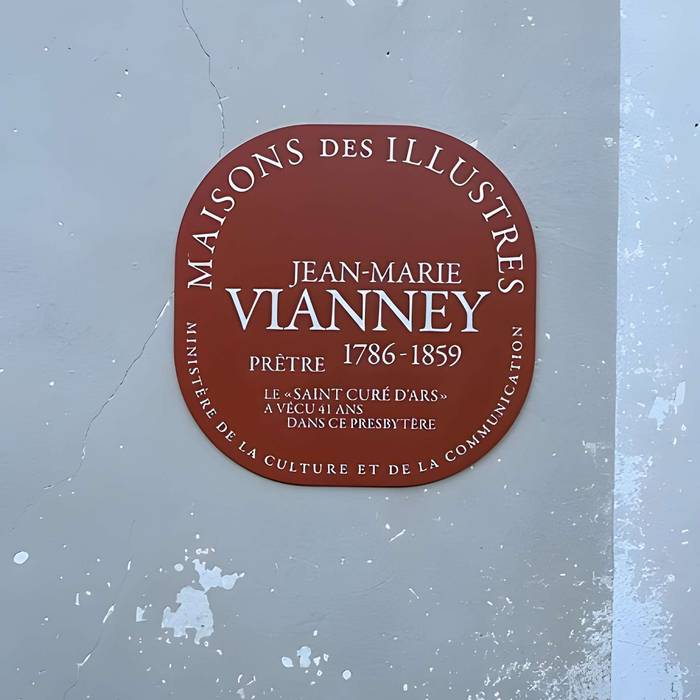 MAISONS DES ILLUSTRES
JEAN-MARIE
VIANNEY
PRÊTRE 1786-1859
LE «SAINT CURÉ D'ARS»
A VÉCU 41 ANS
DANS CE PRESBYTÈRE
MINISTÈRE DE LA CULTURE ET DE LA COMMUNICATION